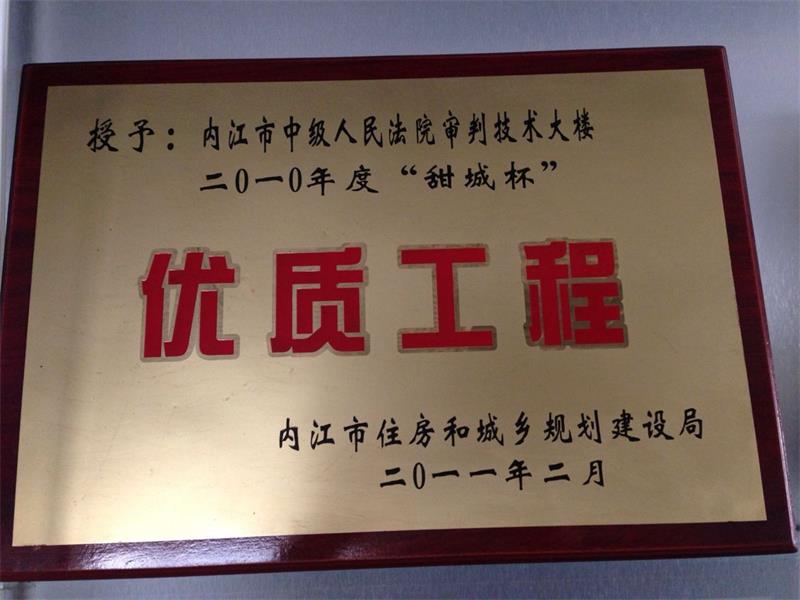 授予：内江市中级人民法院审判技术大楼
二0一0年度“甜城杯”
优质工程
内江市住房和城乡规划建设局
二0一一年二月